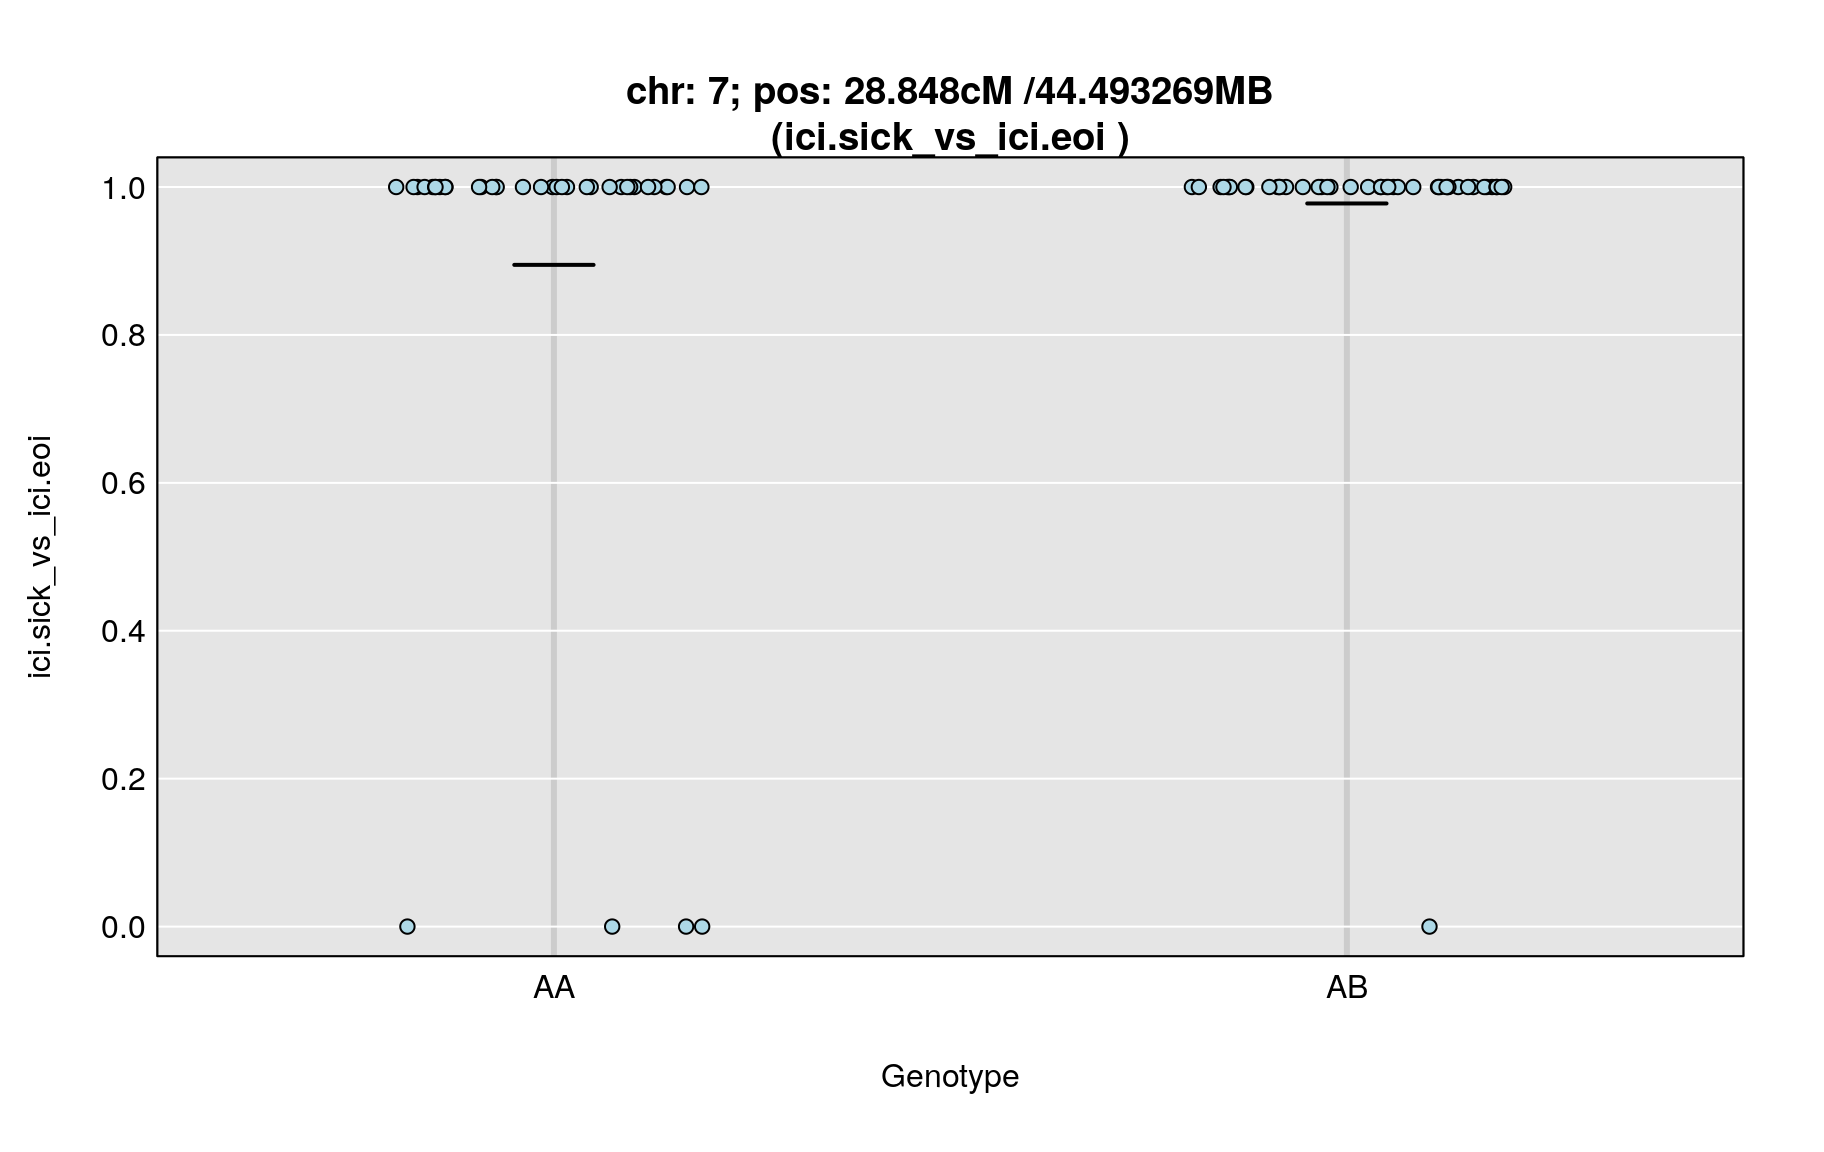 chr: 7; pos: 28.848cM /44.493269MB
(ici.sick_vs_ici.eoi )
ici.sick_vs_ici.eoi
1.0
0.8
0.6
0.4
0.2
0.0
AA AB
Genotype